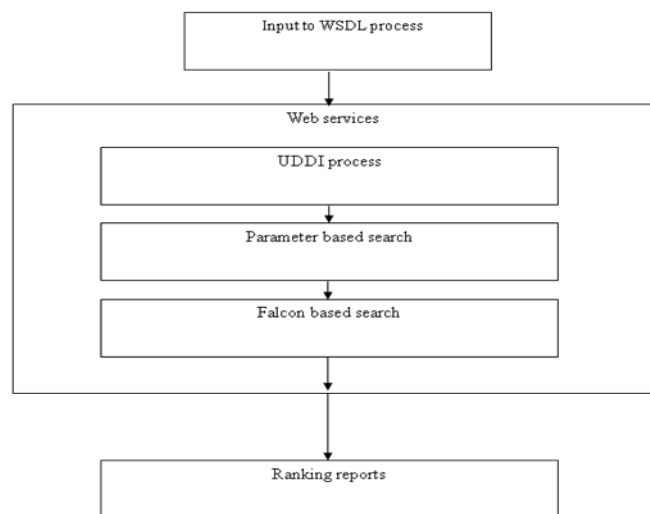 Input to WSDL process
Web services
UDDI process
Parameter based search
Falcon based search
Ranking reports